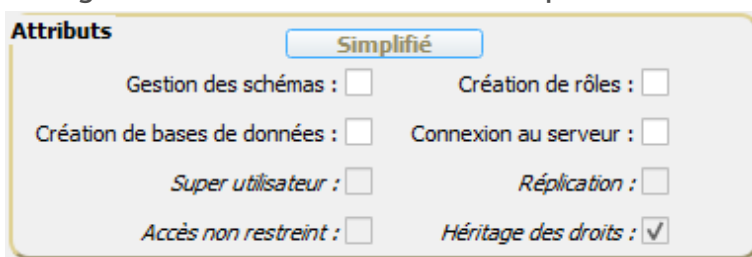 Attributs
Simplifié
Gestion des schémas : Création de rôles :
Création de bases de données : Connexion au serveur :
Super utilisateur : Réplication :
Accès non restreint : Héritage des droits :